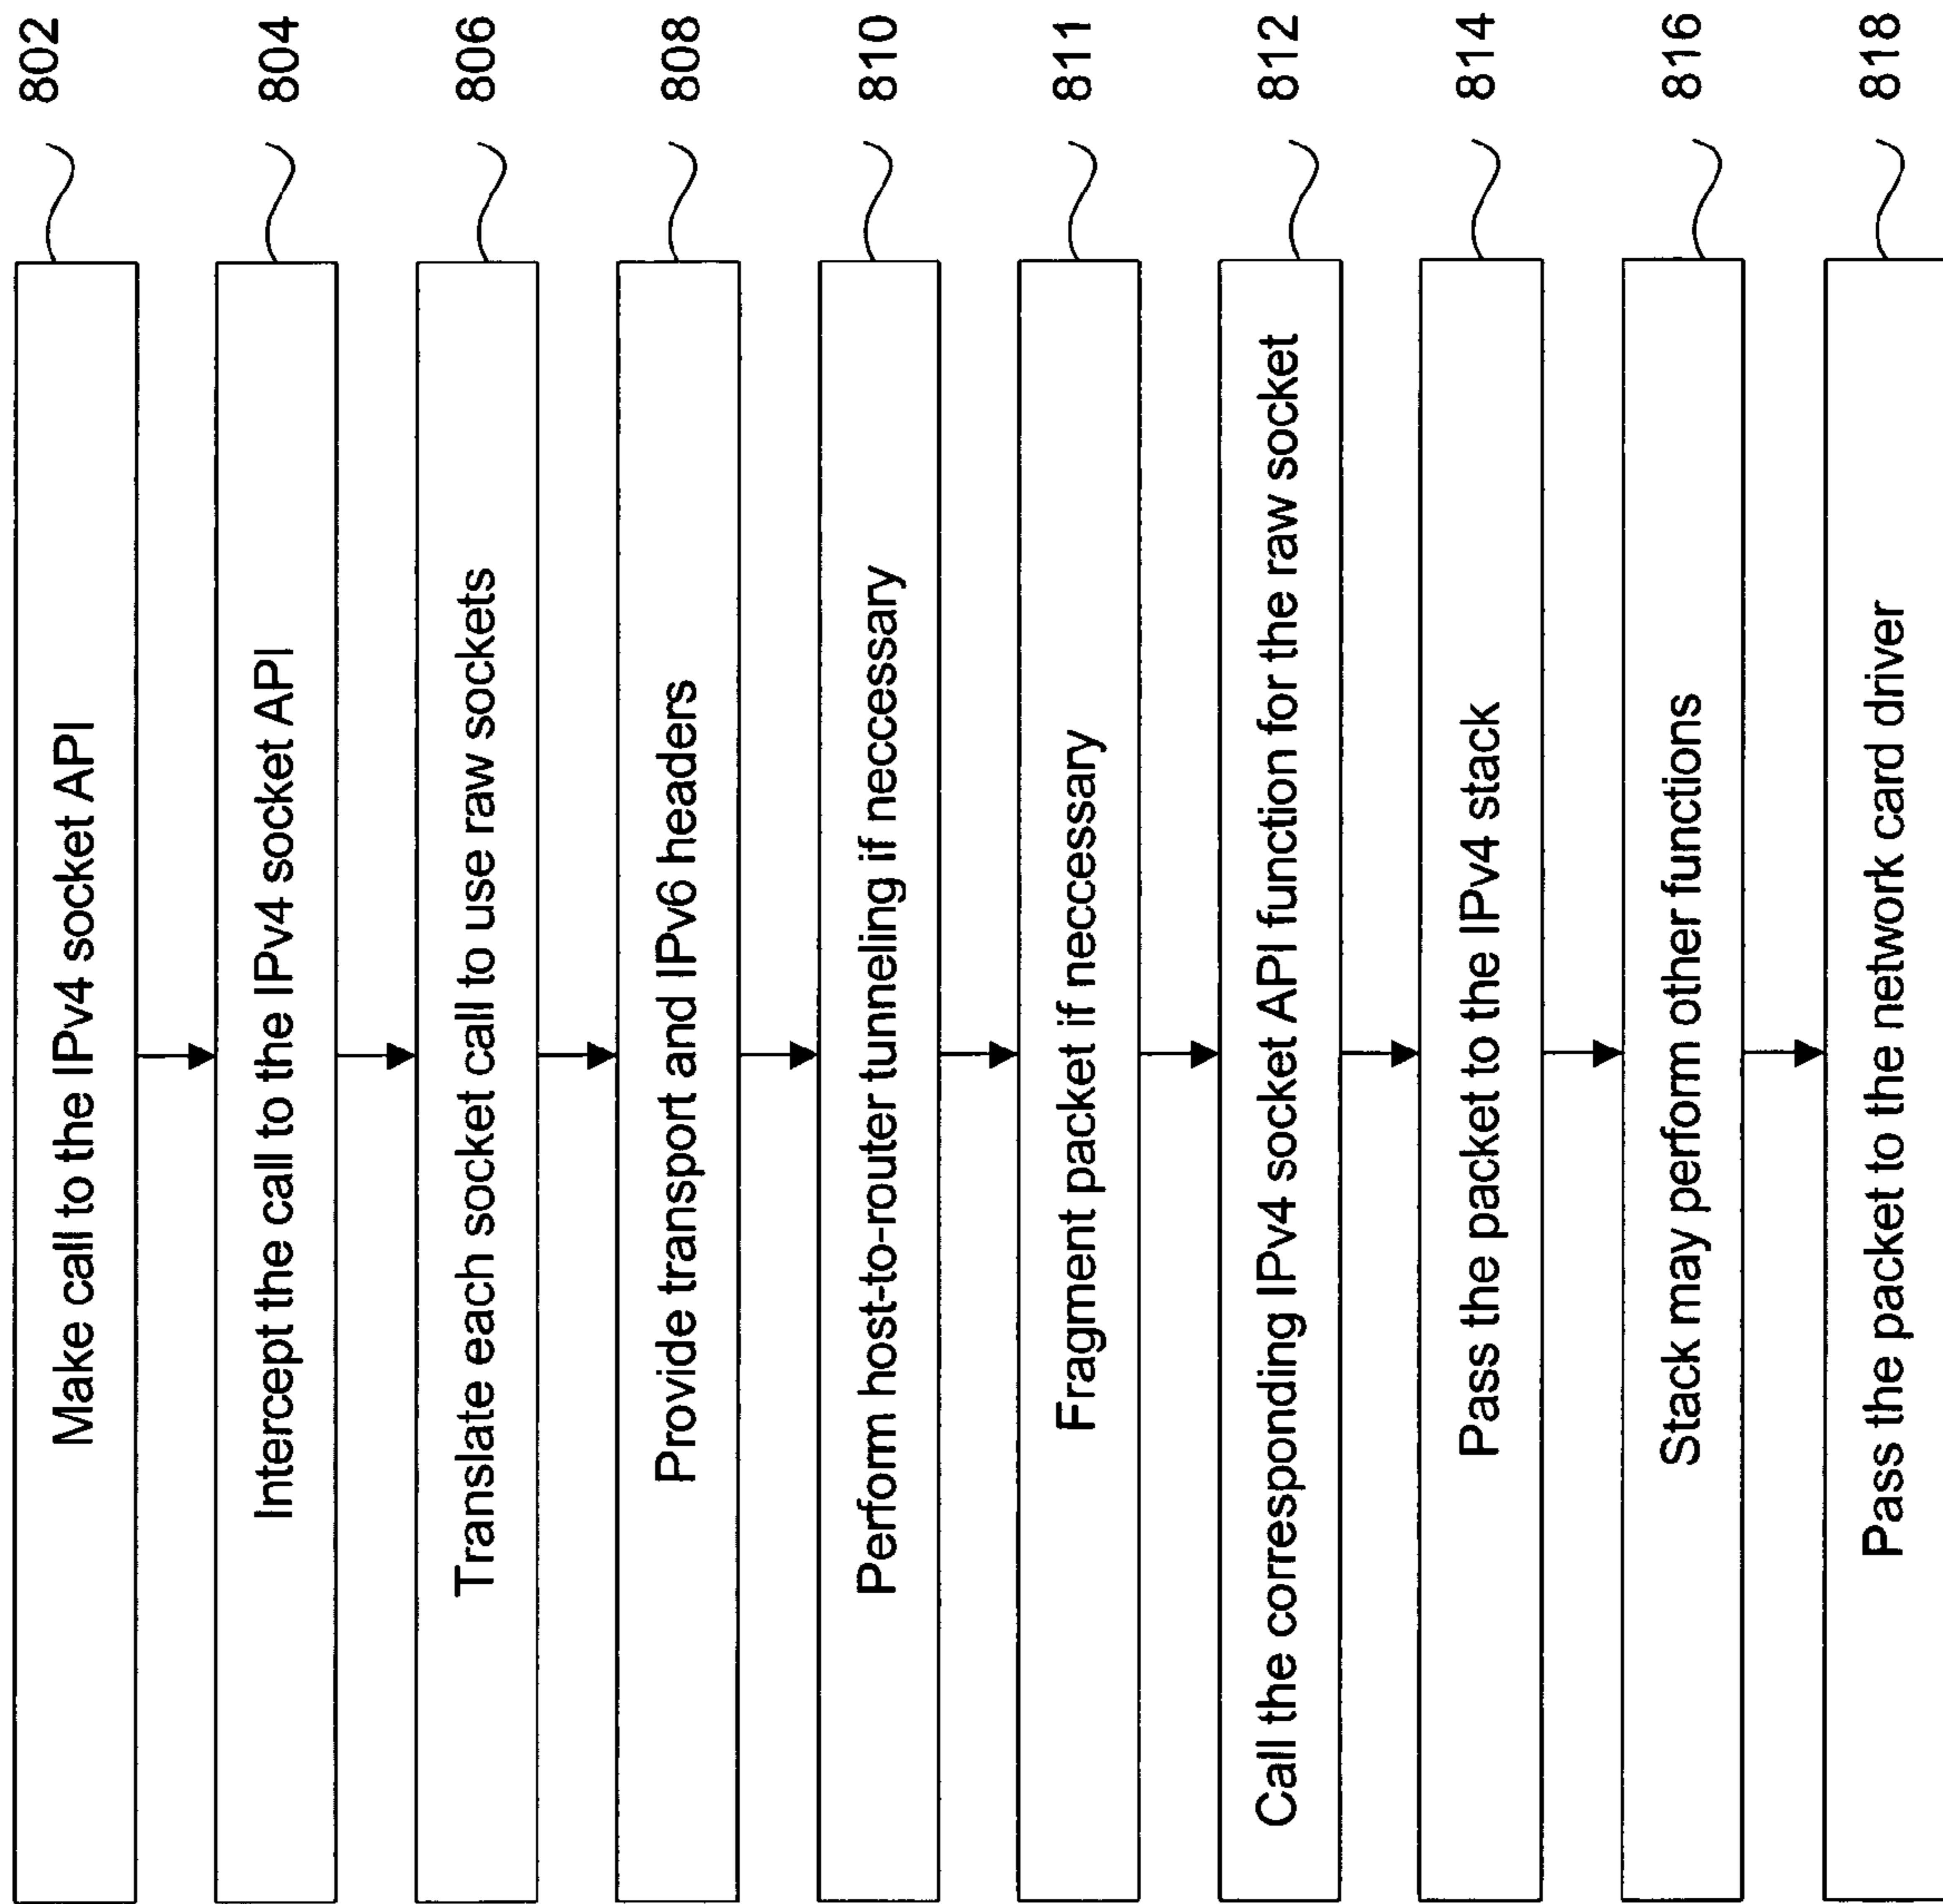 Make call to the IPv4 socket API 802
Intercept the call to the IPv4 socket API 804
Translate each socket call to use raw sockets 806
Provide transport and IPv6 headers 808
Perform host-to-router tunneling if neccessary 810
Fragment packet if neccessary 811
Call the corresponding IPv4 socket API function for the raw socket 812
Pass the packet to the IPv4 stack 814
Stack may perform other functions 816
Pass the packet to the network card driver 818